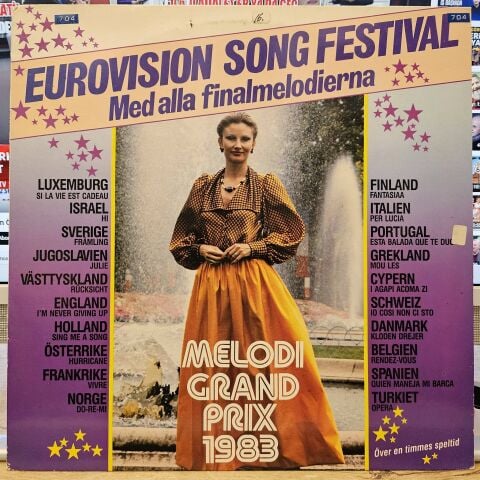 704
16.
704
EUROVISION SONG FESTIVAL
Med alla finalmelodierna
LUXEMBURG
SI LA VIE EST CADEAU
ISRAEL
HI
SVERIGE
FRÄMLING
JUGOSLAVIEN
JULIE
VÄSTTYSKLAND
RÜCKSICHT
ENGLAND
I'M NEVER GIVING UP
HOLLAND
SING ME A SONG
ÖSTERRIKE
HURRICANE
FRANKRIKE
VIVRE
NORGE
DO-RE-MI
FINLAND
FANTASIAA
ITALIEN
PER LUCIA
PORTUGAL
ESTA BALADA QUE TE DOU
GREKLAND
MOU LES
CYPERN
I AGAPI ACOMA ZI
SCHWEIZ
IO COSI NON CI STO
DANMARK
KLODEN DREJER
BELGIEN
RENDEZ-VOUS
SPANIEN
QUIEN MANEJA MI BARCA
TURKIET
OPERA
MELODI
GRAND
PRIX
1983
Över en timmes speltid